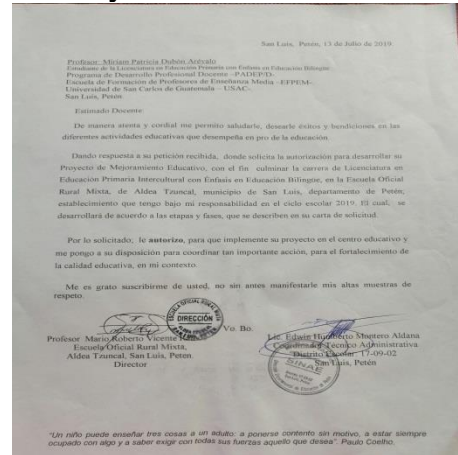 San Luis, Petén, 13 de Julio de 2019
Profesora: Miriam Patricia Dubón Arévalo
Estudiante de la Licenciatura en Educación Primaria con Énfasis en Educación Bilingüe
Programa de Desarrollo Profesional Docente -PADEP/D-
Escuela de Formación de Profesores de Enseñanza Media -EFPEM-
Universidad de San Carlos de Guatemala - USAC-
San Luis, Petén.
Estimado Docente:
De manera atenta y cordial me permito saludarle, desearle éxitos y bendiciones en las
diferentes actividades educativas que desempeña en pro de la educación.
Dando respuesta a su petición recibida, donde solicita la autorización para desarrollar su
Proyecto de Mejoramiento Educativo, con el fin culminar la carrera de Licenciatura en
Educación Primaria Intercultural con Énfasis en Educación Bilingüe, en la Escuela Oficial
Rural Mixta, de Aldea Tzuncal, municipio de San Luis, departamento de Petén,
establecimiento que tengo bajo mi responsabilidad en el ciclo escolar 2019. El cual, se
desarrollará de acuerdo a las etapas y fases, que se describen en su carta de solicitud.
Por lo solicitado, le autorizo, para que implemente su proyecto en el centro educativo y
me pongo a su disposición para coordinar tan importante acción, para el fortalecimiento de
la calidad educativa, en mi contexto.
Me es grato suscribirme de usted, no sin antes manifestarle mis altas muestras de
respeto.
ESCUELA OFICIAL RURAL MIXTA
DIRECCIÓN
Vo. Bo.
Profesor Mario Roberto Vicente
Escuela Oficial Rural Mixta,
Aldea Tzuncal, San Luis, Peten.
Director
Lic. Edwin Humberto Montero Aldana
Coordinador Técnico Administrativa
Distrito Escolar 17-09-02
San Luis, Petén
SINAE
"Un niño puede enseñar tres cosas a un adulto: a ponerse contento sin motivo, a estar siempre
ocupado con algo y a saber exigir con todas sus fuerzas aquello que desea". Paulo Coelho.